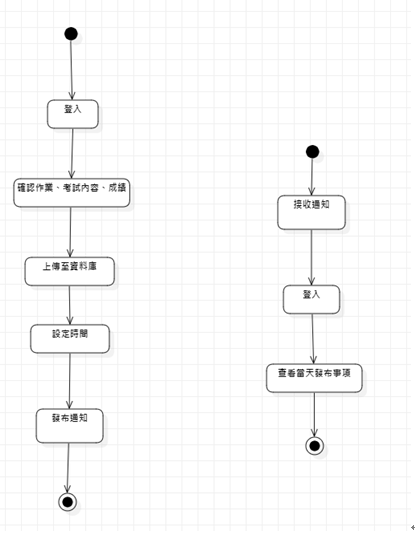 登入
確認作業、考試內容、成績
上傳至資料庫
設定時間
發布通知
接收通知
登入
查看當天發布事項